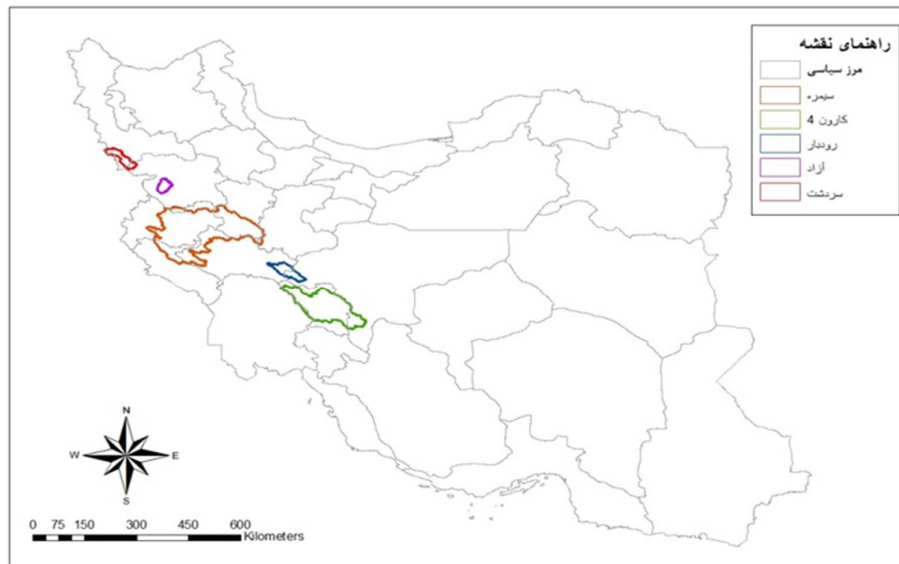 راهنمای نقشه
مرز سیاسی
سیمره
کارون 4
رودبار
آزاد
سردشت
N
W E
S
0 75 150 300 450 600
Kilometers